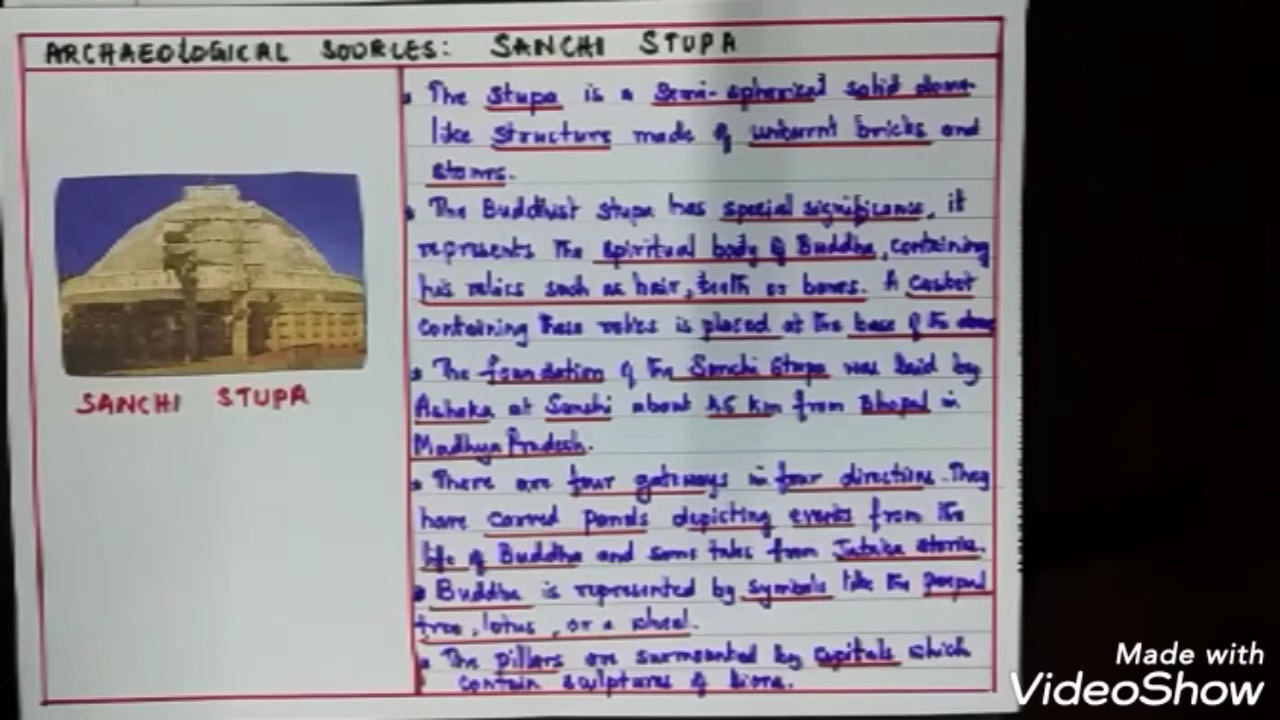 ARCHAEOLOGICAL SOURCES: SANCHI STUPA
SANCHI STUPA
The Stupa is a semi-spherical solid dome
like structure made of unburnt bricks and
stones.
The Buddhist stupa has special significance, it
represents the spiritual body of Buddha, containing
his relics such as hair, teeth or bones. A casket
containing these relics is placed at the base of the dome
The foundation of the Sanchi Stupa was laid by
Ashoka at Sanchi about 45 km from Bhopal in
Madhya Pradesh.
There are four gateways in four directions. They
have carved panels depicting events from the
life of Buddha and some tales from Jataka stories.
Buddha is represented by symbols like the peepul
tree, lotus, or a wheel.
The pillars are surmounted by capitals which
contain sculptures of lions.
Made with
VideoShow